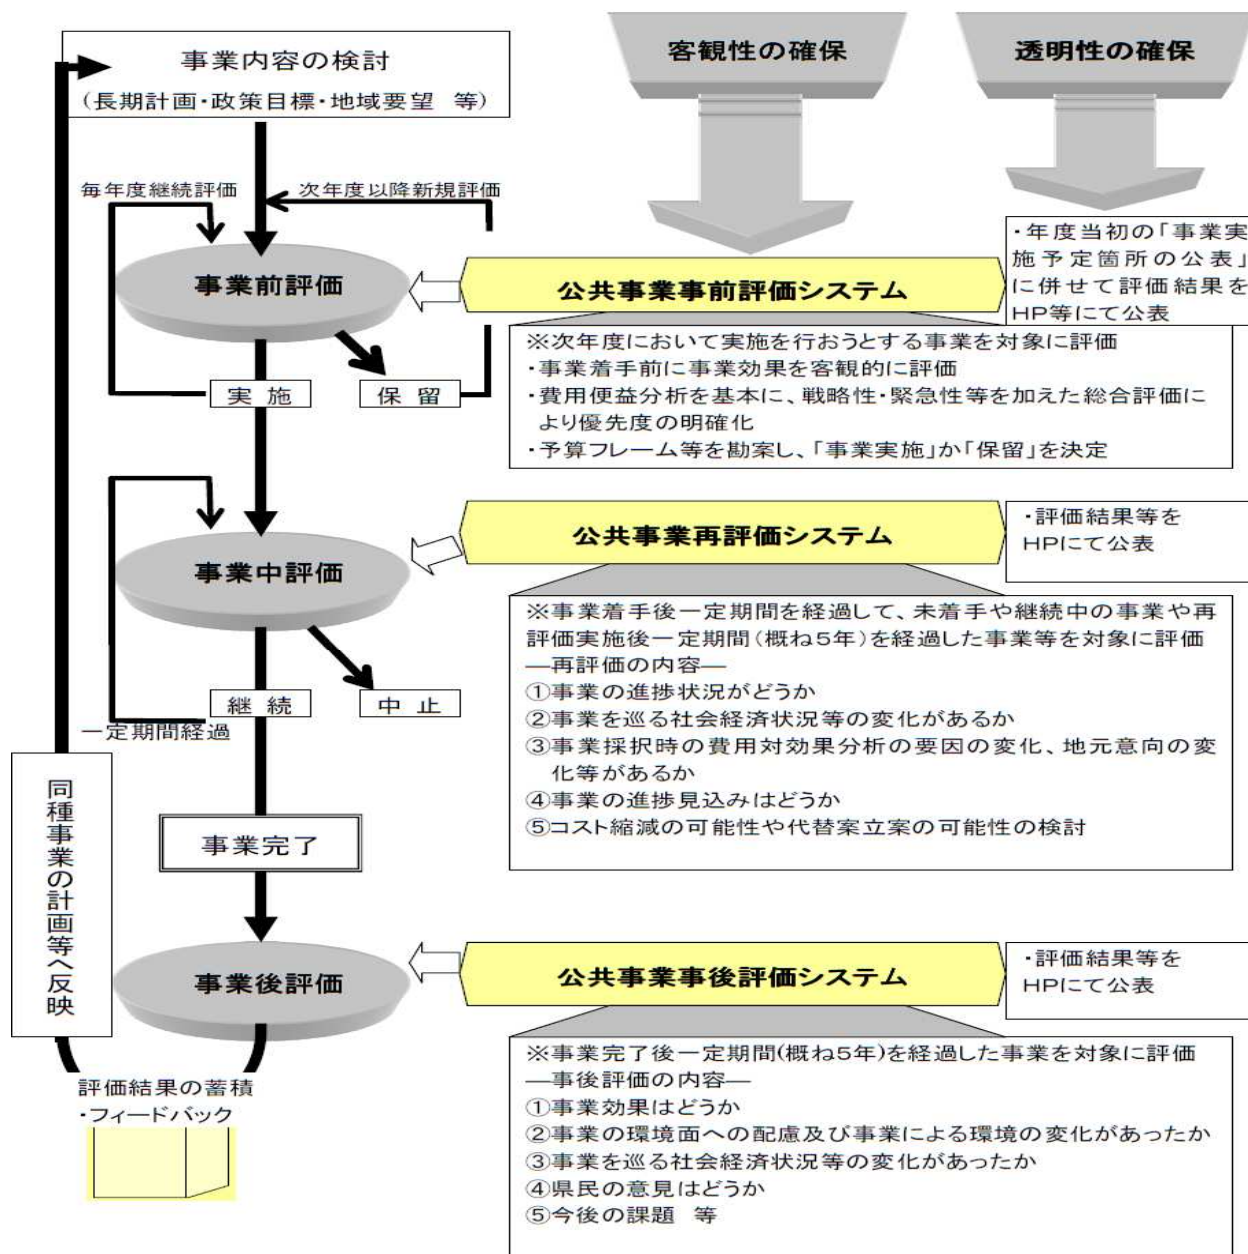 事業内容の検討
(長期計画・政策目標・地域要望 等)
客観性の確保
透明性の確保
毎年度継続評価
次年度以降新規評価
事業前評価
公共事業事前評価システム
・年度当初の「事業実
施予定箇所の公表」
に併せて評価結果を
HP等にて公表
実 施
保 留
※次年度において実施を行おうとする事業を対象に評価
・事業着手前に事業効果を客観的に評価
・費用便益分析を基本に、戦略性・緊急性等を加えた総合評価に
より優先度の明確化
・予算フレーム等を勘案し、「事業実施」か「保留」を決定
事業中評価
公共事業再評価システム
・評価結果等を
HPにて公表
継 続
中 止
一定期間経過
※事業着手後一定期間を経過して、未着手や継続中の事業や再
評価実施後一定期間(概ね5年)を経過した事業等を対象に評価
―再評価の内容―
①事業の進捗状況がどうか
②事業を巡る社会経済状況等の変化があるか
③事業採択時の費用対効果分析の要因の変化、地元意向の変
化等があるか
④事業の進捗見込みはどうか
⑤コスト縮減の可能性や代替案立案の可能性の検討
事業完了
同種事業の計画等へ反映
事業後評価
公共事業事後評価システム
・評価結果等を
HPにて公表
評価結果の蓄積
・フィードバック
※事業完了後一定期間(概ね5年)を経過した事業を対象に評価
―事後評価の内容―
①事業効果はどうか
②事業の環境面への配慮及び事業による環境の変化があったか
③事業を巡る社会経済状況等の変化があったか
④県民の意見はどうか
⑤今後の課題 等